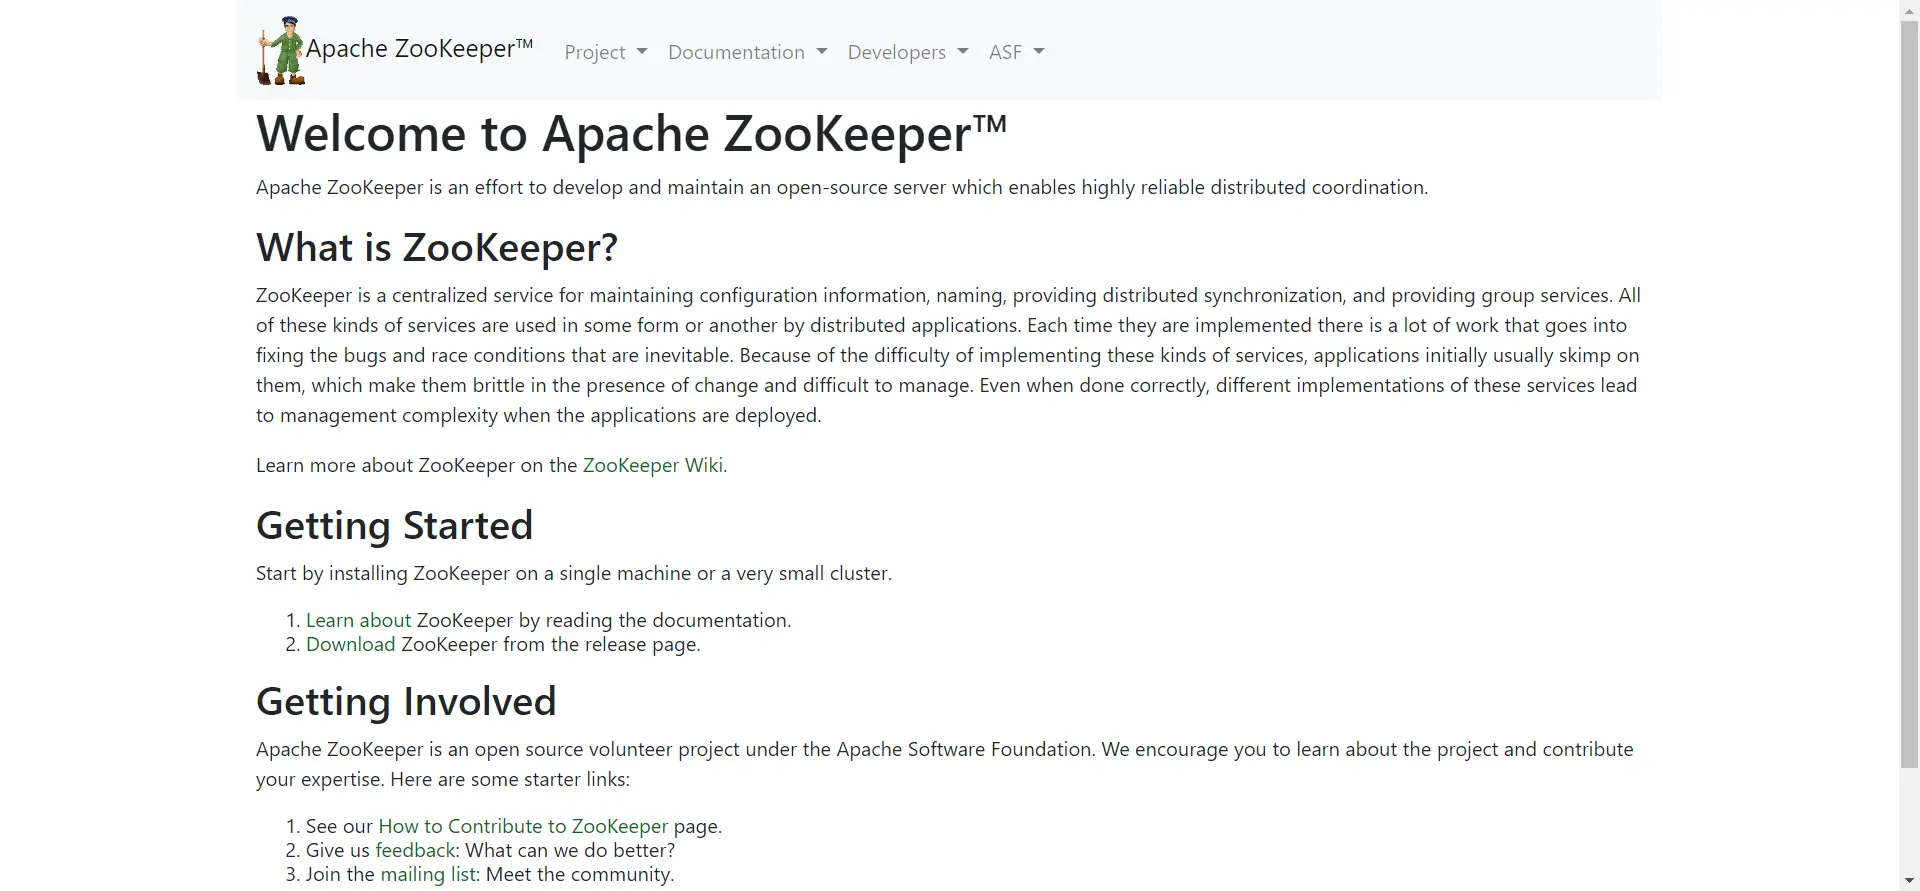 Apache ZooKeeper™ Project Documentation Developers ASF
Welcome to Apache ZooKeeper™
Apache ZooKeeper is an effort to develop and maintain an open-source server which enables highly reliable distributed coordination.
What is ZooKeeper?
ZooKeeper is a centralized service for maintaining configuration information, naming, providing distributed synchronization, and providing group services. All
of these kinds of services are used in some form or another by distributed applications. Each time they are implemented there is a lot of work that goes into
fixing the bugs and race conditions that are inevitable. Because of the difficulty of implementing these kinds of services, applications initially usually skimp on
them, which make them brittle in the presence of change and difficult to manage. Even when done correctly, different implementations of these services lead
to management complexity when the applications are deployed.
Learn more about ZooKeeper on the ZooKeeper Wiki.
Getting Started
Start by installing ZooKeeper on a single machine or a very small cluster.
1. Learn about ZooKeeper by reading the documentation.
2. Download ZooKeeper from the release page.
Getting Involved
Apache ZooKeeper is an open source volunteer project under the Apache Software Foundation. We encourage you to learn about the project and contribute
your expertise. Here are some starter links:
1. See our How to Contribute to ZooKeeper page.
2. Give us feedback: What can we do better?
3. Join the mailing list: Meet the community.